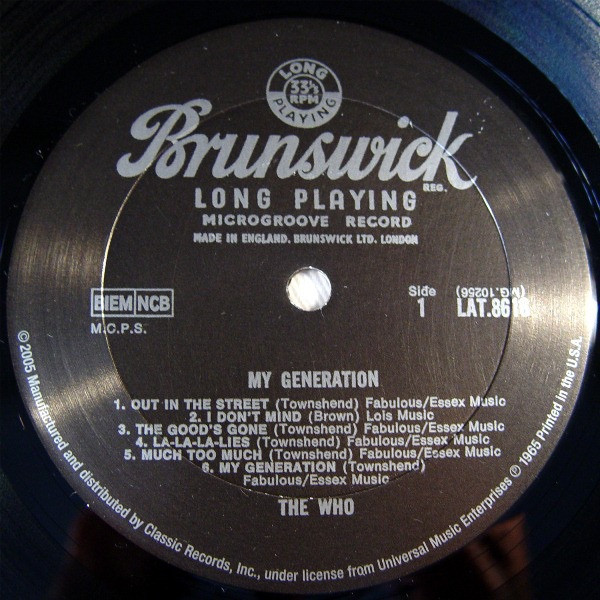 LONG
33⅓
RPM
PLAYING
Brunswick
REG.
LONG PLAYING
MICROGROOVE RECORD
MADE IN ENGLAND. BRUNSWICK LTD. LONDON
BIEM NCB
M.C.P.S.
Side
1
(MG.10256)
LAT.8616
MY GENERATION
1. OUT IN THE STREET (Townshend) Fabulous/Essex Music
2. I DON'T MIND (Brown) Lois Music
3. THE GOOD'S GONE (Townshend) Fabulous/Essex Music
4. LA-LA-LA-LIES (Townshend) Fabulous/Essex Music
5. MUCH TOO MUCH (Townshend) Fabulous/Essex Music
6. MY GENERATION (Townshend)
Fabulous/Essex Music
THE WHO
© 2005 Manufactured and distributed by Classic Records, Inc., under license from Universal Music Enterprises ℗ 1965 Printed in the U.S.A.